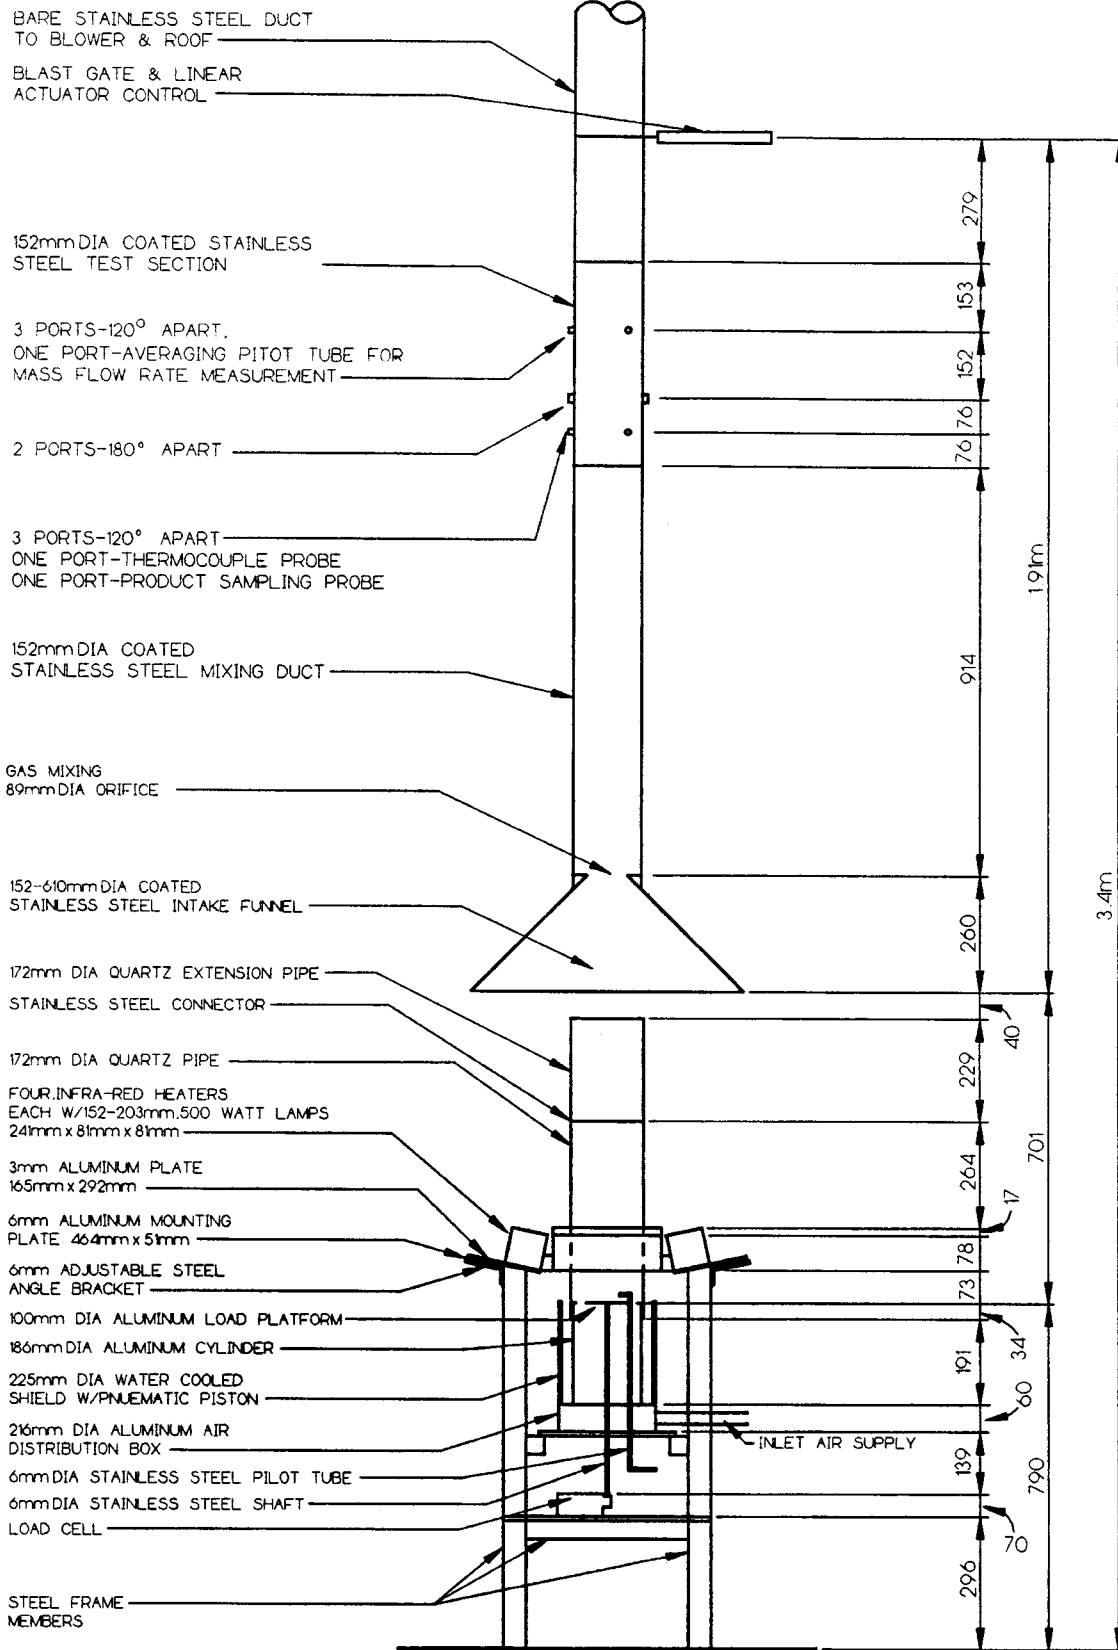 BARE STAINLESS STEEL DUCT
TO BLOWER & ROOF
BLAST GATE & LINEAR
ACTUATOR CONTROL
152mm DIA COATED STAINLESS
STEEL TEST SECTION
3 PORTS-120° APART,
ONE PORT-AVERAGING PITOT TUBE FOR
MASS FLOW RATE MEASUREMENT
2 PORTS-180° APART
3 PORTS-120° APART
ONE PORT-THERMOCOUPLE PROBE
ONE PORT-PRODUCT SAMPLING PROBE
152mm DIA COATED
STAINLESS STEEL MIXING DUCT
GAS MIXING
89mm DIA ORIFICE
152-610mm DIA COATED
STAINLESS STEEL INTAKE FUNNEL
172mm DIA QUARTZ EXTENSION PIPE
STAINLESS STEEL CONNECTOR
172mm DIA QUARTZ PIPE
FOUR.INFRA-RED HEATERS
EACH W/152-203mm.500 WATT LAMPS
241mm x 81mm x 81mm
3mm ALUMINUM PLATE
165mm x 292mm
6mm ALUMINUM MOUNTING
PLATE 464mm x 51mm
6mm ADJUSTABLE STEEL
ANGLE BRACKET
100mm DIA ALUMINUM LOAD PLATFORM
186mm DIA ALUMINUM CYLINDER
225mm DIA WATER COOLED
SHIELD W/PNUEMATIC PISTON
216mm DIA ALUMINUM AIR
DISTRIBUTION BOX
6mm DIA STAINLESS STEEL PILOT TUBE
6mm DIA STAINLESS STEEL SHAFT
LOAD CELL
STEEL FRAME
MEMBERS
INLET AIR SUPPLY
279
153
152
76
76
914
260
40
229
264
17
78
73
34
191
60
139
70
296
1.91m
701
790
3.4m